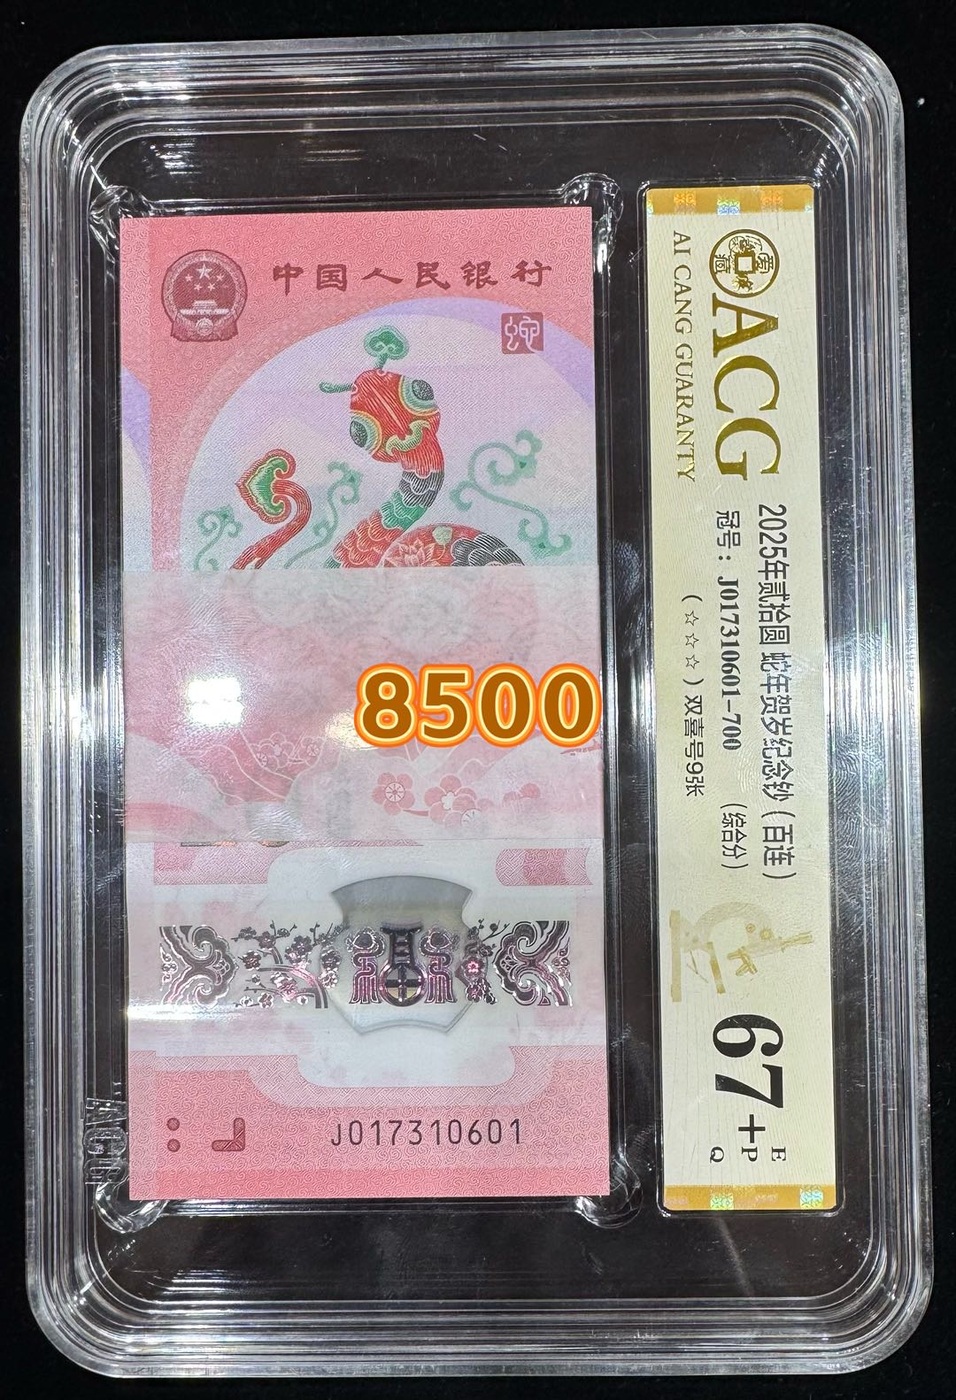 中国人民银行
蛇
8500
J017310601
ACG
AI CANG GUARANTY
2025年贰拾圆 蛇年贺岁纪念钞（百连）
冠号：J017310601-700 （综合分）
（☆☆☆）双喜号9张
67+
E
P
Q
ACG